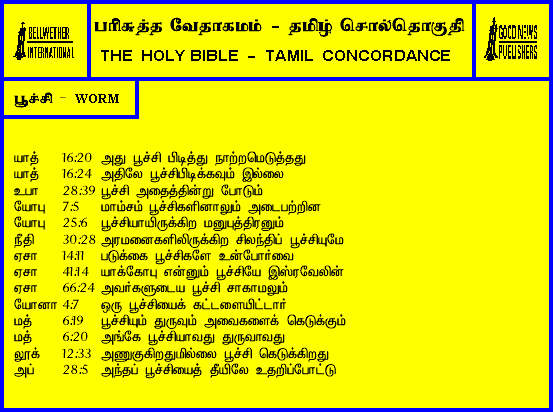 BELLWETHER
INTERNATIONAL
பரிசுத்த வேதாகமம் - தமிழ் சொல்தொகுதி
THE HOLY BIBLE - TAMIL CONCORDANCE
GOOD NEWS
PUBLISHERS
பூச்சி - WORM
யாத் 16:20 அது பூச்சி பிடித்து நாற்றமெடுத்தது
யாத் 16:24 அதிலே பூச்சிபிடிக்கவும் இல்லை
உபா 28:39 பூச்சி அதைத்தின்று போடும்
யோபு 7:5 மாம்சம் பூச்சிகளினாலும் அடைபற்றின
யோபு 25:6 பூச்சியாயிருக்கிற மனுபுத்திரனும்
நீதி 30:28 அரமனைகளிலிருக்கிற சிலந்திப் பூச்சியுமே
ஏசா 14:11 படுக்கை பூச்சிகளே உன்போர்வை
ஏசா 41:14 யாக்கோபு என்னும் பூச்சியே இஸ்ரவேலின்
ஏசா 66:24 அவர்களுடைய பூச்சி சாகாமலும்
யோனா 4:7 ஒரு பூச்சியைக் கட்டளையிட்டார்
மத் 6:19 பூச்சியும் துருவும் அவைகளைக் கெடுக்கும்
மத் 6:20 அங்கே பூச்சியாவது துருவாவது
லூக் 12:33 அணுகுகிறதுமில்லை பூச்சி கெடுக்கிறது
அப் 28:5 அந்தப் பூச்சியைத் தீயிலே உதறிப்போட்டு